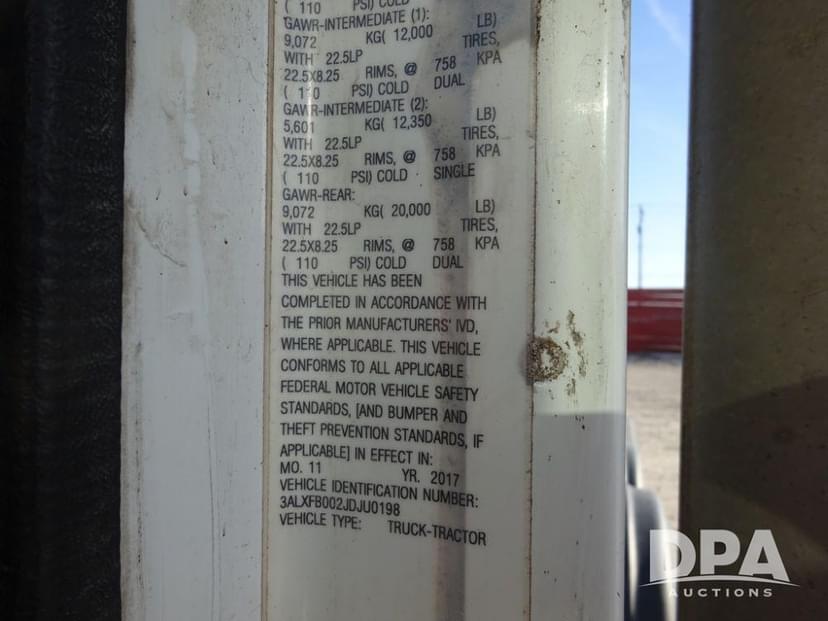 ( 110 PSI) COLD
GAWR-INTERMEDIATE (1): LB)
9,072 KG( 12,000 TIRES,
WITH 22.5LP KPA
22.5X8.25 RIMS, @ 758
( 110 PSI) COLD DUAL
GAWR-INTERMEDIATE (2): LB)
5,601 KG( 12,350 TIRES,
WITH 22.5LP
22.5X8.25 RIMS, @ 758 KPA
( 110 PSI) COLD SINGLE
GAWR-REAR:
9,072 KG( 20,000 LB)
WITH 22.5LP TIRES,
22.5X8.25 RIMS, @ 758 KPA
( 110 PSI) COLD DUAL
THIS VEHICLE HAS BEEN
COMPLETED IN ACCORDANCE WITH
THE PRIOR MANUFACTURERS' IVD,
WHERE APPLICABLE. THIS VEHICLE
CONFORMS TO ALL APPLICABLE
FEDERAL MOTOR VEHICLE SAFETY
STANDARDS, [AND BUMPER AND
THEFT PREVENTION STANDARDS, IF
APPLICABLE] IN EFFECT IN:
MO. 11 YR. 2017
VEHICLE IDENTIFICATION NUMBER:
3ALXFB002JDJU0198
VEHICLE TYPE: TRUCK-TRACTOR
DPA
AUCTIONS